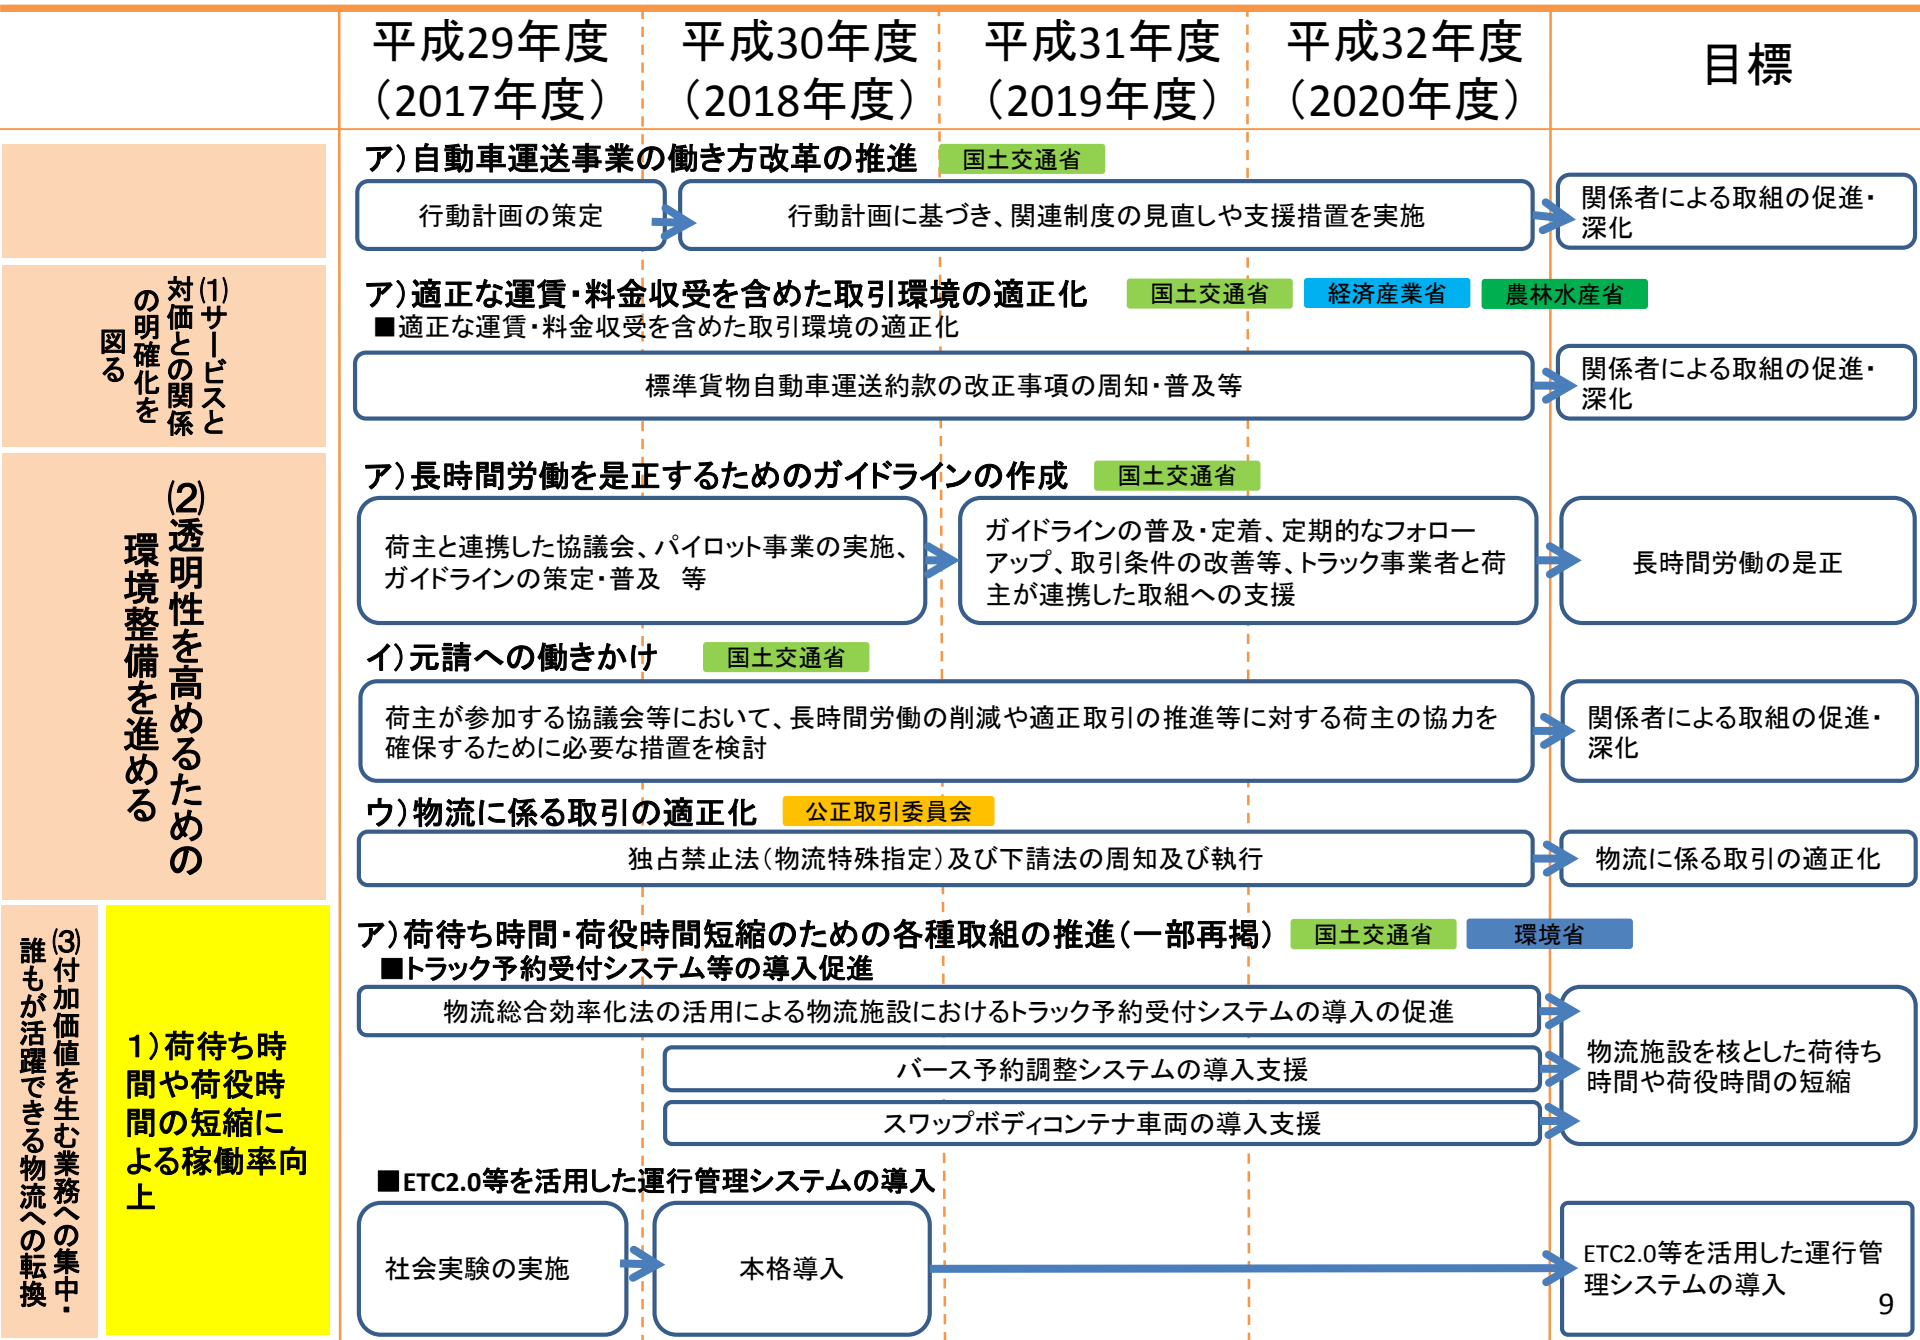 平成29年度
（2017年度）
平成30年度
（2018年度）
平成31年度
（2019年度）
平成32年度
（2020年度）
目標
ア）自動車運送事業の働き方改革の推進
国土交通省
行動計画の策定
行動計画に基づき、関連制度の見直しや支援措置を実施
関係者による取組の促進・
深化
(1)サービスと
対価との関係
の明確化を
図る
ア）適正な運賃・料金収受を含めた取引環境の適正化
国土交通省
経済産業省
農林水産省
■適正な運賃・料金収受を含めた取引環境の適正化
標準貨物自動車運送約款の改正事項の周知・普及等
関係者による取組の促進・
深化
(2)透明性を高めるための
環境整備を進める
ア）長時間労働を是正するためのガイドラインの作成
国土交通省
荷主と連携した協議会、パイロット事業の実施、
ガイドラインの策定・普及　等
ガイドラインの普及・定着、定期的なフォロー
アップ、取引条件の改善等、トラック事業者と荷
主が連携した取組への支援
長時間労働の是正
イ）元請への働きかけ
国土交通省
荷主が参加する協議会等において、長時間労働の削減や適正取引の推進等に対する荷主の協力を
確保するために必要な措置を検討
関係者による取組の促進・
深化
ウ）物流に係る取引の適正化
公正取引委員会
独占禁止法（物流特殊指定）及び下請法の周知及び執行
物流に係る取引の適正化
(3)付加価値を生む業務への集中・
誰もが活躍できる物流への転換
１）荷待ち時
間や荷役時
間の短縮に
よる稼働率向
上
ア）荷待ち時間・荷役時間短縮のための各種取組の推進（一部再掲）
国土交通省
環境省
■トラック予約受付システム等の導入促進
物流総合効率化法の活用による物流施設におけるトラック予約受付システムの導入の促進
バース予約調整システムの導入支援
スワップボディコンテナ車両の導入支援
物流施設を核とした荷待ち
時間や荷役時間の短縮
■ETC2.0等を活用した運行管理システムの導入
社会実験の実施
本格導入
ETC2.0等を活用した運行管
理システムの導入
9